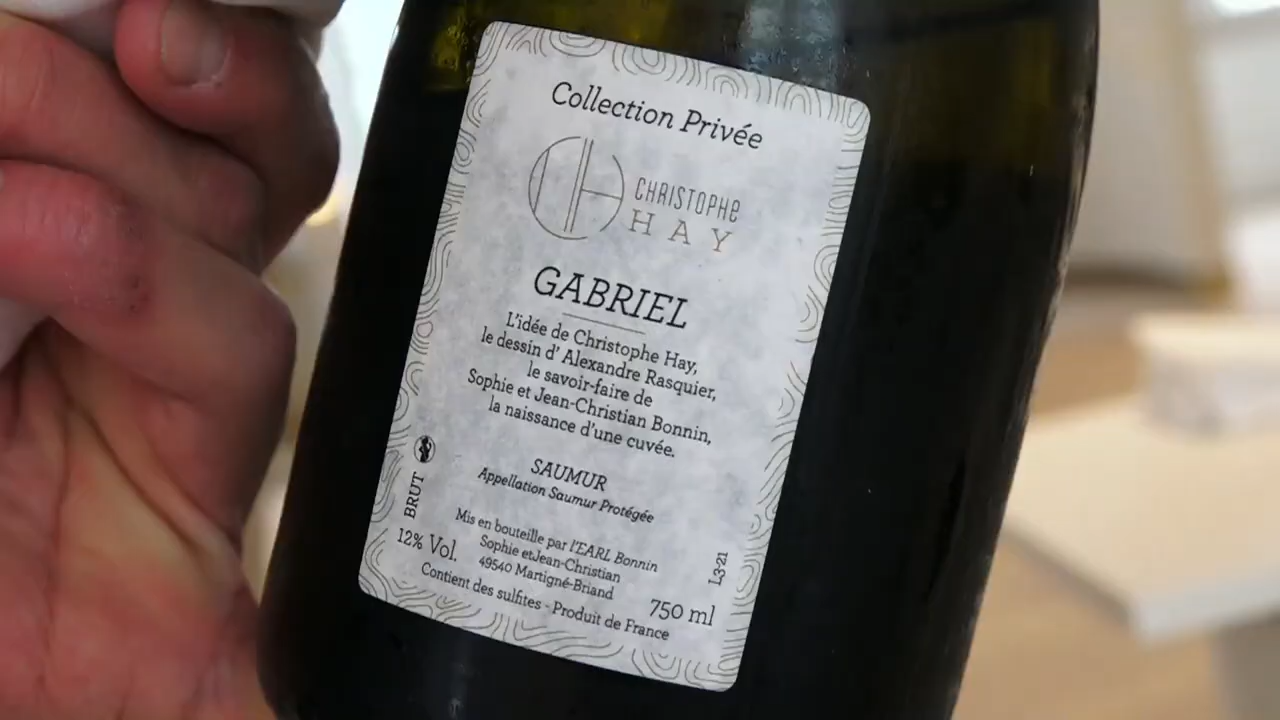 Collection Privée
CHRISTOPHE
HAY
GABRIEL
L'idée de Christophe Hay,
le dessin d' Alexandre Rasquier,
le savoir-faire de
Sophie et Jean-Christian Bonnin,
la naissance d'une cuvée.
SAUMUR
Appellation Saumur Protégée
BRUT
12% Vol.
Mis en bouteille par l'EARL Bonnin
Sophie etJean-Christian
49540 Martigné-Briand
L3-21
750 ml
Contient des sulfites - Produit de France